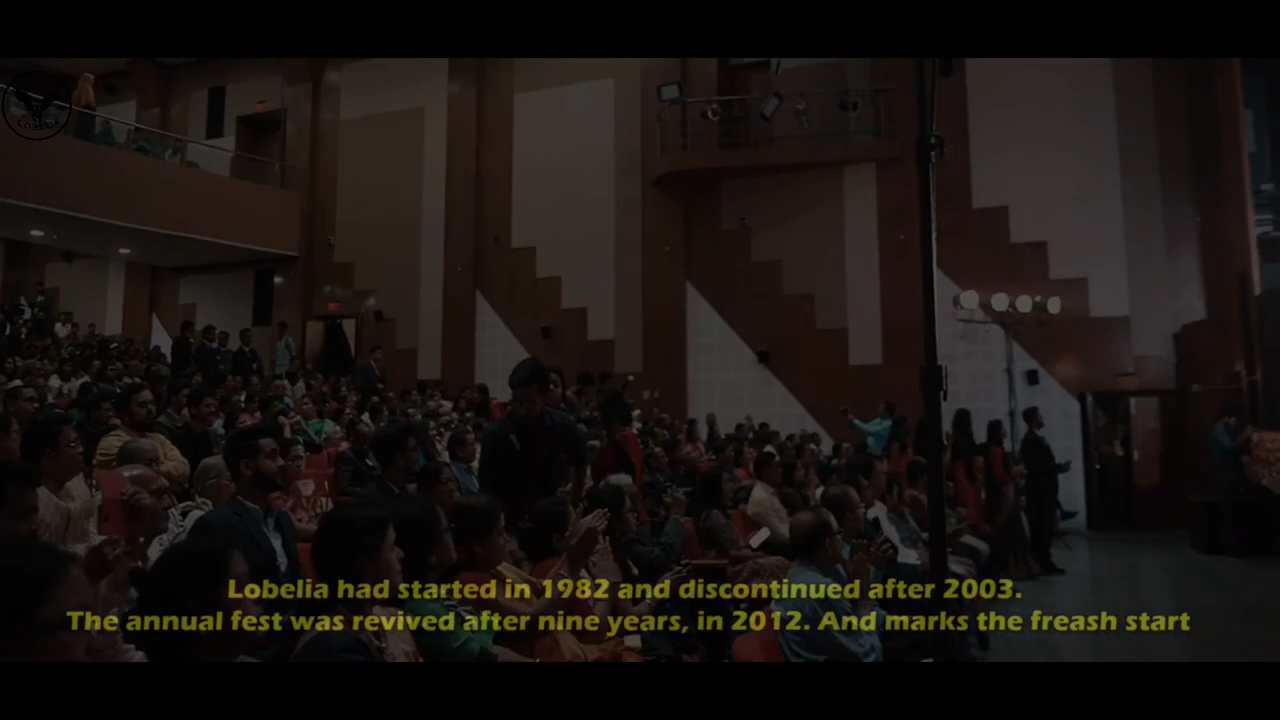 Lobelia had started in 1982 and discontinued after 2003.
The annual fest was revived after nine years, in 2012. And marks the freash start